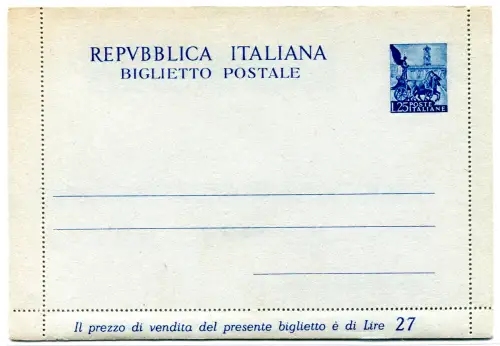 REPVBBLICA ITALIANA
BIGLIETTO POSTALE
L.25 POSTE
ITALIANE
Il prezzo di vendita del presente biglietto è di Lire 27